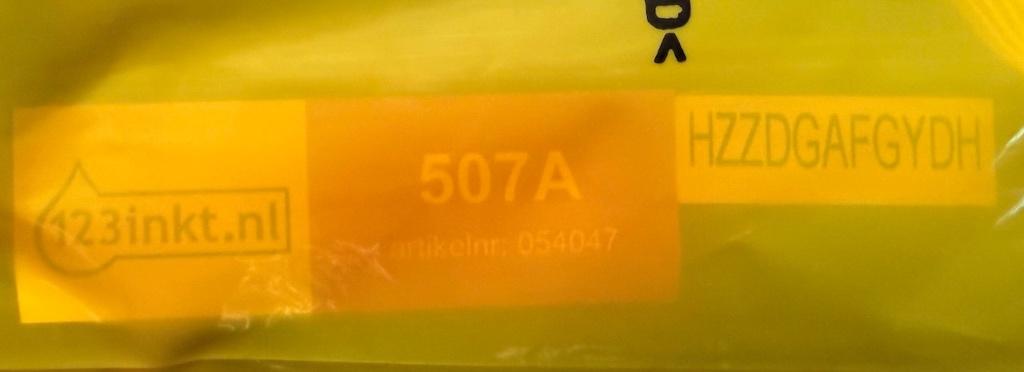 123inkt.nl
507A
artikelnr: 054047
HZZDGAFGYDH